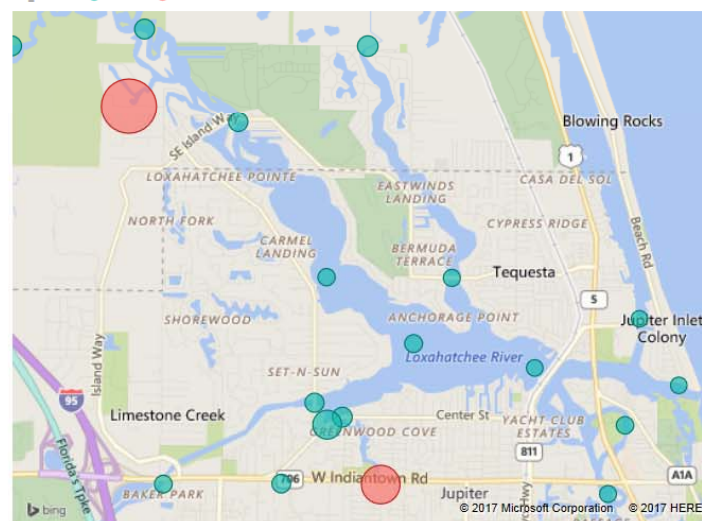 Blowing Rocks
SE Island Way
1
LOXAHATCHEE POINTE
EASTWINDS
LANDING
CASA DEL SOL
NORTH FORK
CYPRESS RIDGE
Beach Rd
CARMEL
LANDING
BERMUDA
TERRACE
Tequesta
5
SHOREWOOD
ANCHORAGE POINT
Jupiter Inlet
Colony
Island Way
Loxahatchee River
SET-N-SUN
95
Limestone Creek
Center St
GREENWOOD COVE
YACHT-CLUB
ESTATES
Florida's Tpke
811
706
W Indiantown Rd
A1A
BAKER PARK
Jupiter
bing
© 2017 Microsoft Corporation © 2017 HERE